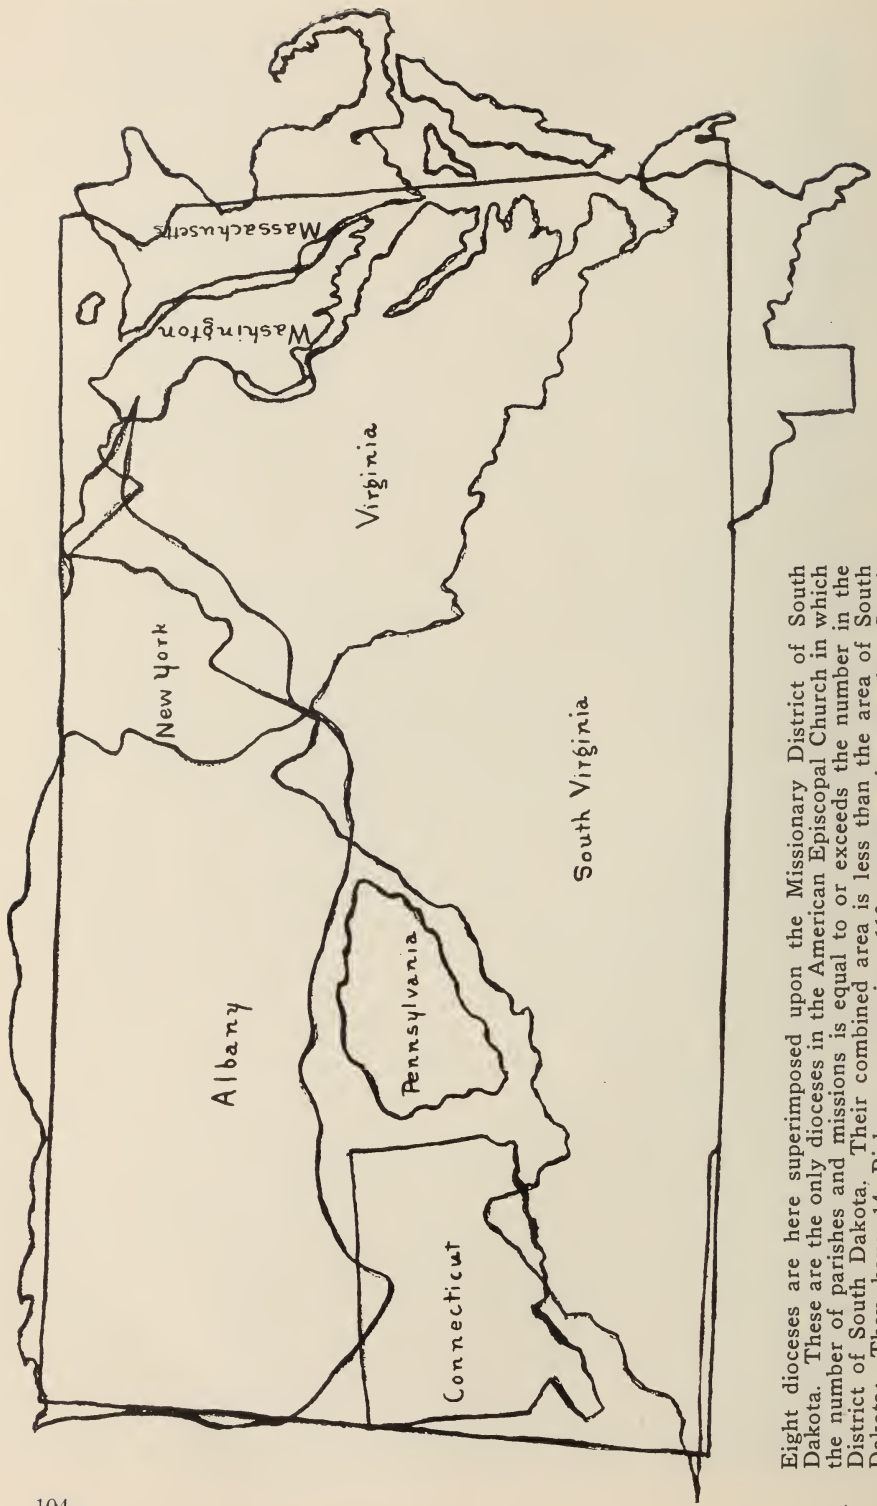 104
Massachusetts
Washington
Virginia
New York
South Virginia
Albany
Pennsylvania
Connecticut
Eight dioceses are here superimposed upon the Missionary District of South
Dakota. These are the only dioceses in the American Episcopal Church in which
the number of parishes and missions is equal to or exceeds the number in the
District of South Dakota. Their combined area is less than the area of South